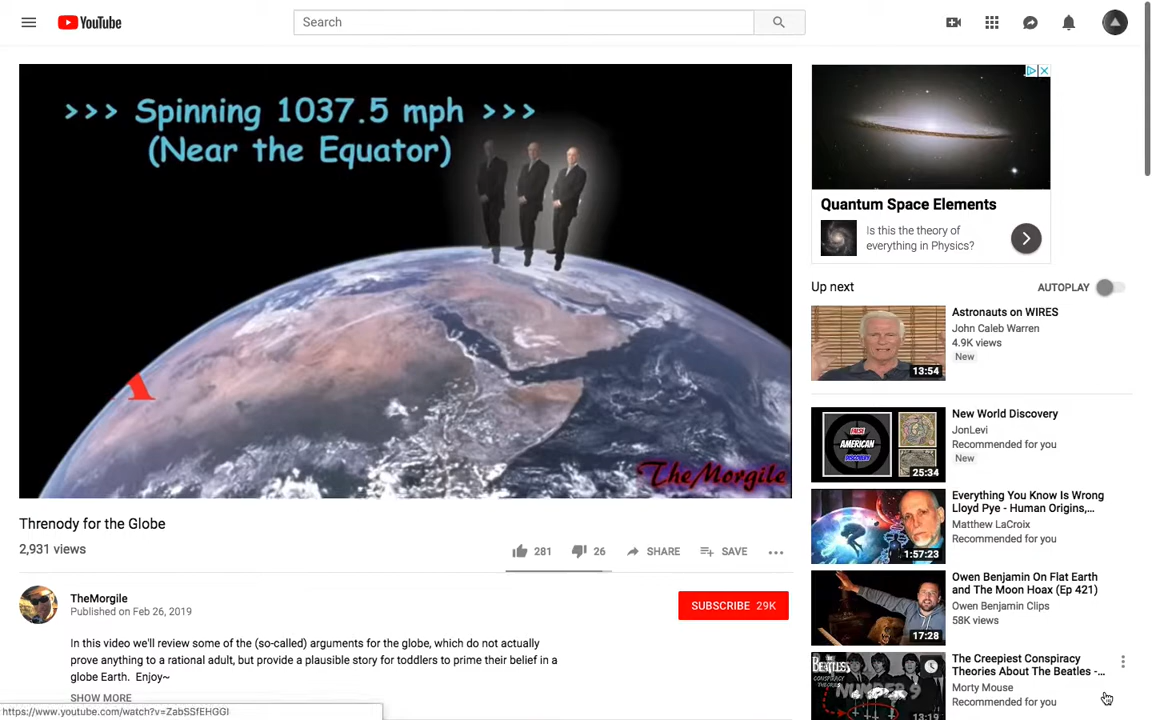 YouTube
Search
>>> Spinning 1037.5 mph >>>
(Near the Equator)
TheMorgile
Threnody for the Globe
2,931 views
281
26
SHARE
SAVE
TheMorgile
Published on Feb 26, 2019
SUBSCRIBE 29K
In this video we'll review some of the (so-called) arguments for the globe, which do not actually
prove anything to a rational adult, but provide a plausible story for toddlers to prime their belief in a
globe Earth. Enjoy~
SHOW MORE
https://www.youtube.com/watch?v=ZabSSfEHGGI
Quantum Space Elements
Is this the theory of
everything in Physics?
Up next
AUTOPLAY
Astronauts on WIRES
John Caleb Warren
4.9K views
New
13:54
New World Discovery
JonLevi
Recommended for you
New
FALSE
AMERICAN
DISCOVERY
25:34
Everything You Know Is Wrong
Lloyd Pye - Human Origins,...
Matthew LaCroix
Recommended for you
1:57:23
Owen Benjamin On Flat Earth
and The Moon Hoax (Ep 421)
Owen Benjamin Clips
58K views
17:28
The Creepiest Conspiracy
Theories About The Beatles -...
Morty Mouse
Recommended for you
BEATLES
CONSPIRACY
THEORIES
NUMBER 9
13:19